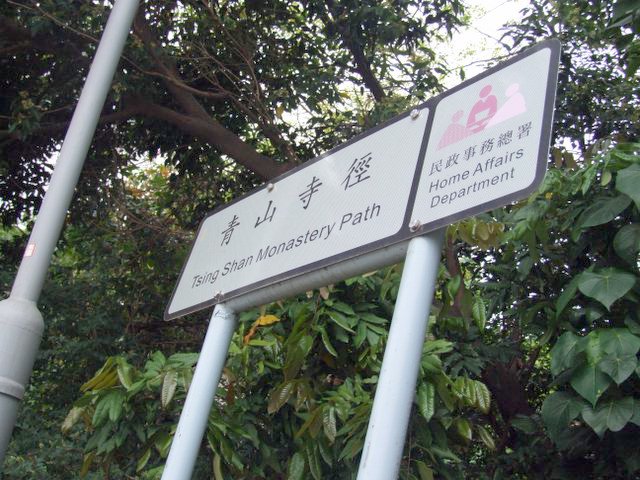 青山寺徑
Tsing Shan Monastery Path
民政事務總署
Home Affairs
Department